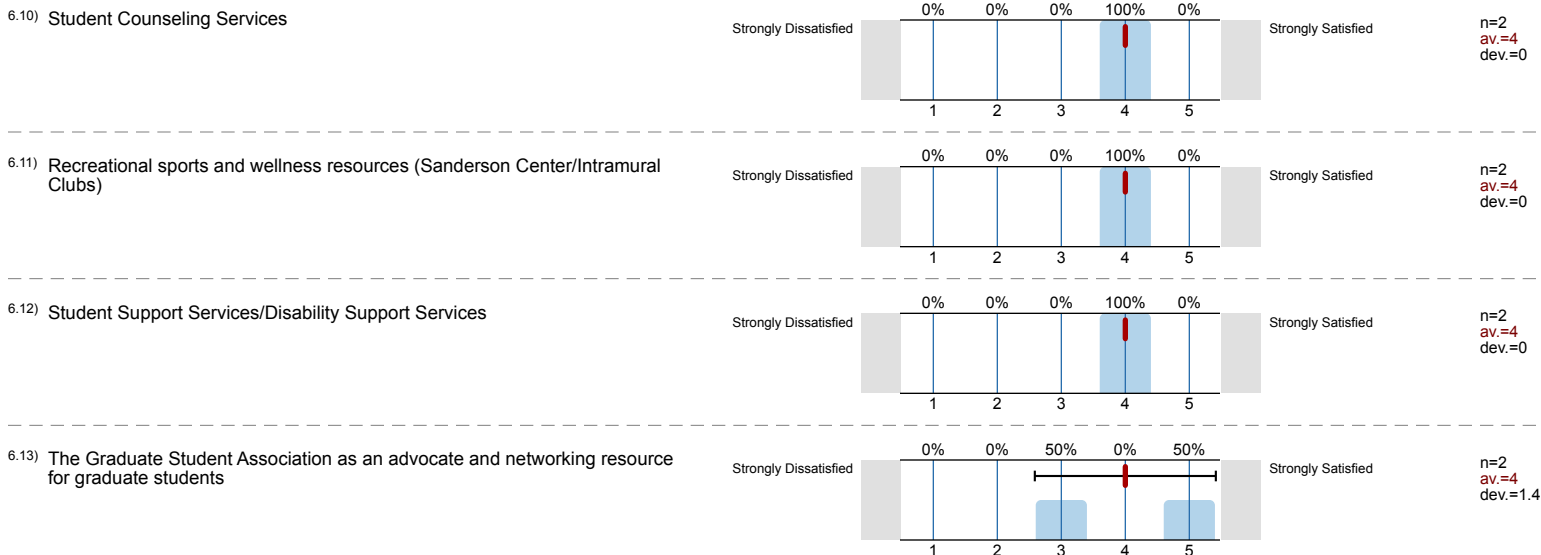 6.10) Student Counseling Services
0% 0% 0% 100% 0%
Strongly Dissatisfied
Strongly Satisfied
n=2
av.=4
dev.=0
1 2 3 4 5
6.11) Recreational sports and wellness resources (Sanderson Center/Intramural
Clubs)
0% 0% 0% 100% 0%
Strongly Dissatisfied
Strongly Satisfied
n=2
av.=4
dev.=0
1 2 3 4 5
6.12) Student Support Services/Disability Support Services
0% 0% 0% 100% 0%
Strongly Dissatisfied
Strongly Satisfied
n=2
av.=4
dev.=0
1 2 3 4 5
6.13) The Graduate Student Association as an advocate and networking resource
for graduate students
0% 0% 50% 0% 50%
Strongly Dissatisfied
Strongly Satisfied
n=2
av.=4
dev.=1.4
1 2 3 4 5